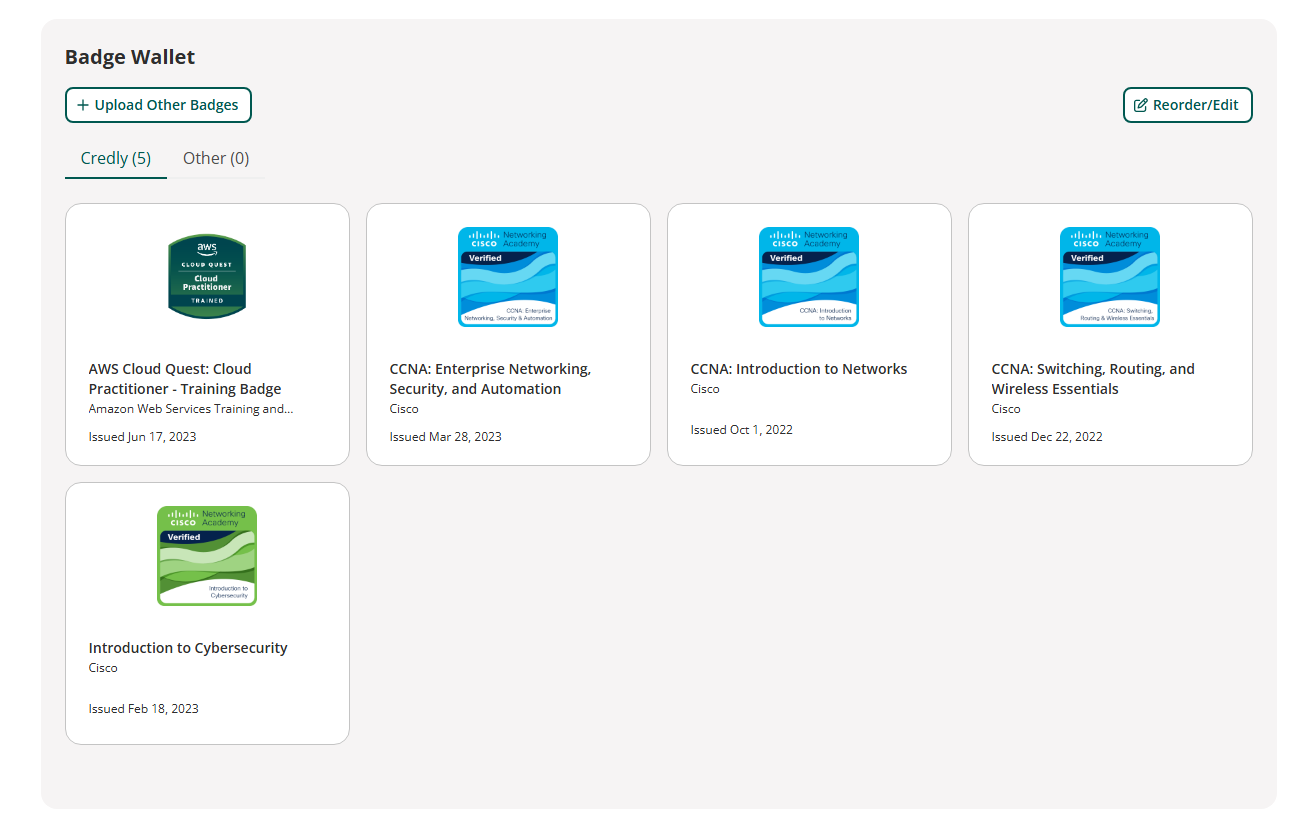 Badge Wallet
+ Upload Other Badges
Reorder/Edit
Credly (5)
Other (0)
aws
CLOUD QUEST
Cloud
Practitioner
TRAINED
AWS Cloud Quest: Cloud
Practitioner - Training Badge
Amazon Web Services Training and...
Issued Jun 17, 2023
CISCO
Networking
Academy
Verified
CCNA: Enterprise
Networking, Security & Automation
CCNA: Enterprise Networking,
Security, and Automation
Cisco
Issued Mar 28, 2023
CISCO
Networking
Academy
Verified
CCNA: Introduction
to Networks
CCNA: Introduction to Networks
Cisco
Issued Oct 1, 2022
CISCO
Networking
Academy
Verified
CCNA: Switching,
Routing & Wireless Essentials
CCNA: Switching, Routing, and
Wireless Essentials
Cisco
Issued Dec 22, 2022
CISCO
Networking
Academy
Verified
Introduction to
Cybersecurity
Introduction to Cybersecurity
Cisco
Issued Feb 18, 2023